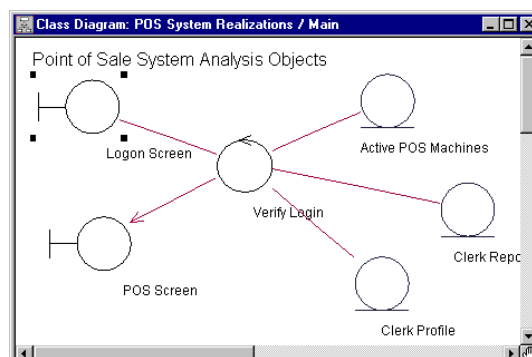 Class Diagram: POS System Realizations / Main
Point of Sale System Analysis Objects
Logon Screen
Active POS Machines
Verify Login
Clerk Repo
POS Screen
Clerk Profile